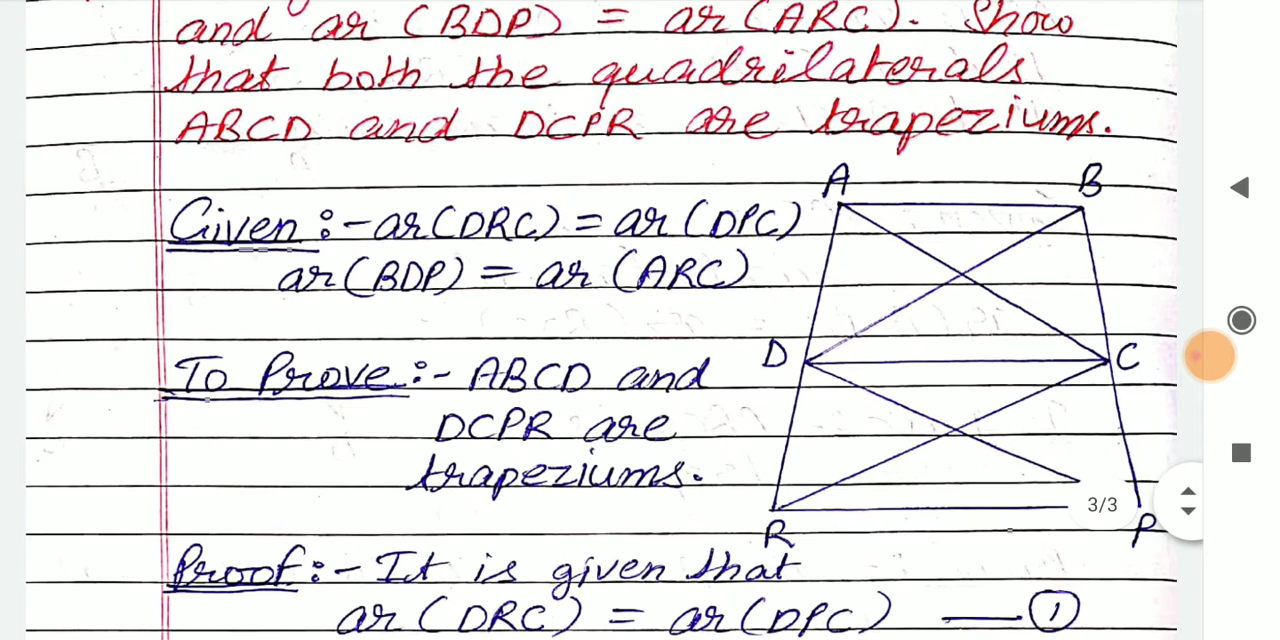 and ar (BDP) = ar (ARC). Show
that both the quadrilaterals
ABCD and DCPR are trapeziums.
A
B
Given :- ar (DRC) = ar (DPC)
ar (BDP) = ar (ARC)
D
C
To Prove :- ABCD and
DCPR are
trapeziums.
3/3
R
P
Proof :- It is given that
ar (DRC) = ar (DPC) — 1